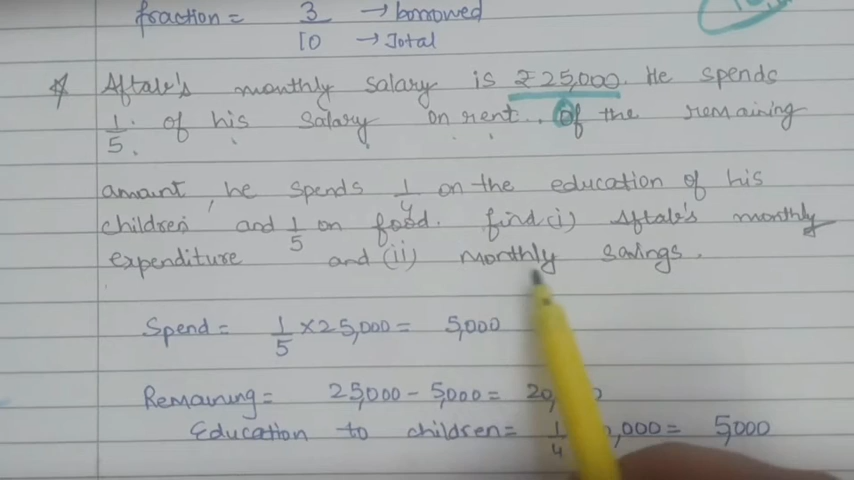 fraction = 3 → borrowed
10 → Total
☆ Aftab's monthly salary is ₹25,000. He spends
1/5 of his salary on rent. Of the remaining
amount, he spends 1/4 on the education of his
children and 1/5 on food. find (i) Aftab's monthly
expenditure and (ii) monthly savings.
Spend = 1/5 × 25,000 = 5,000
Remaining = 25,000 - 5,000 = 20,
Education to children = 1/4 ,000 = 5,000